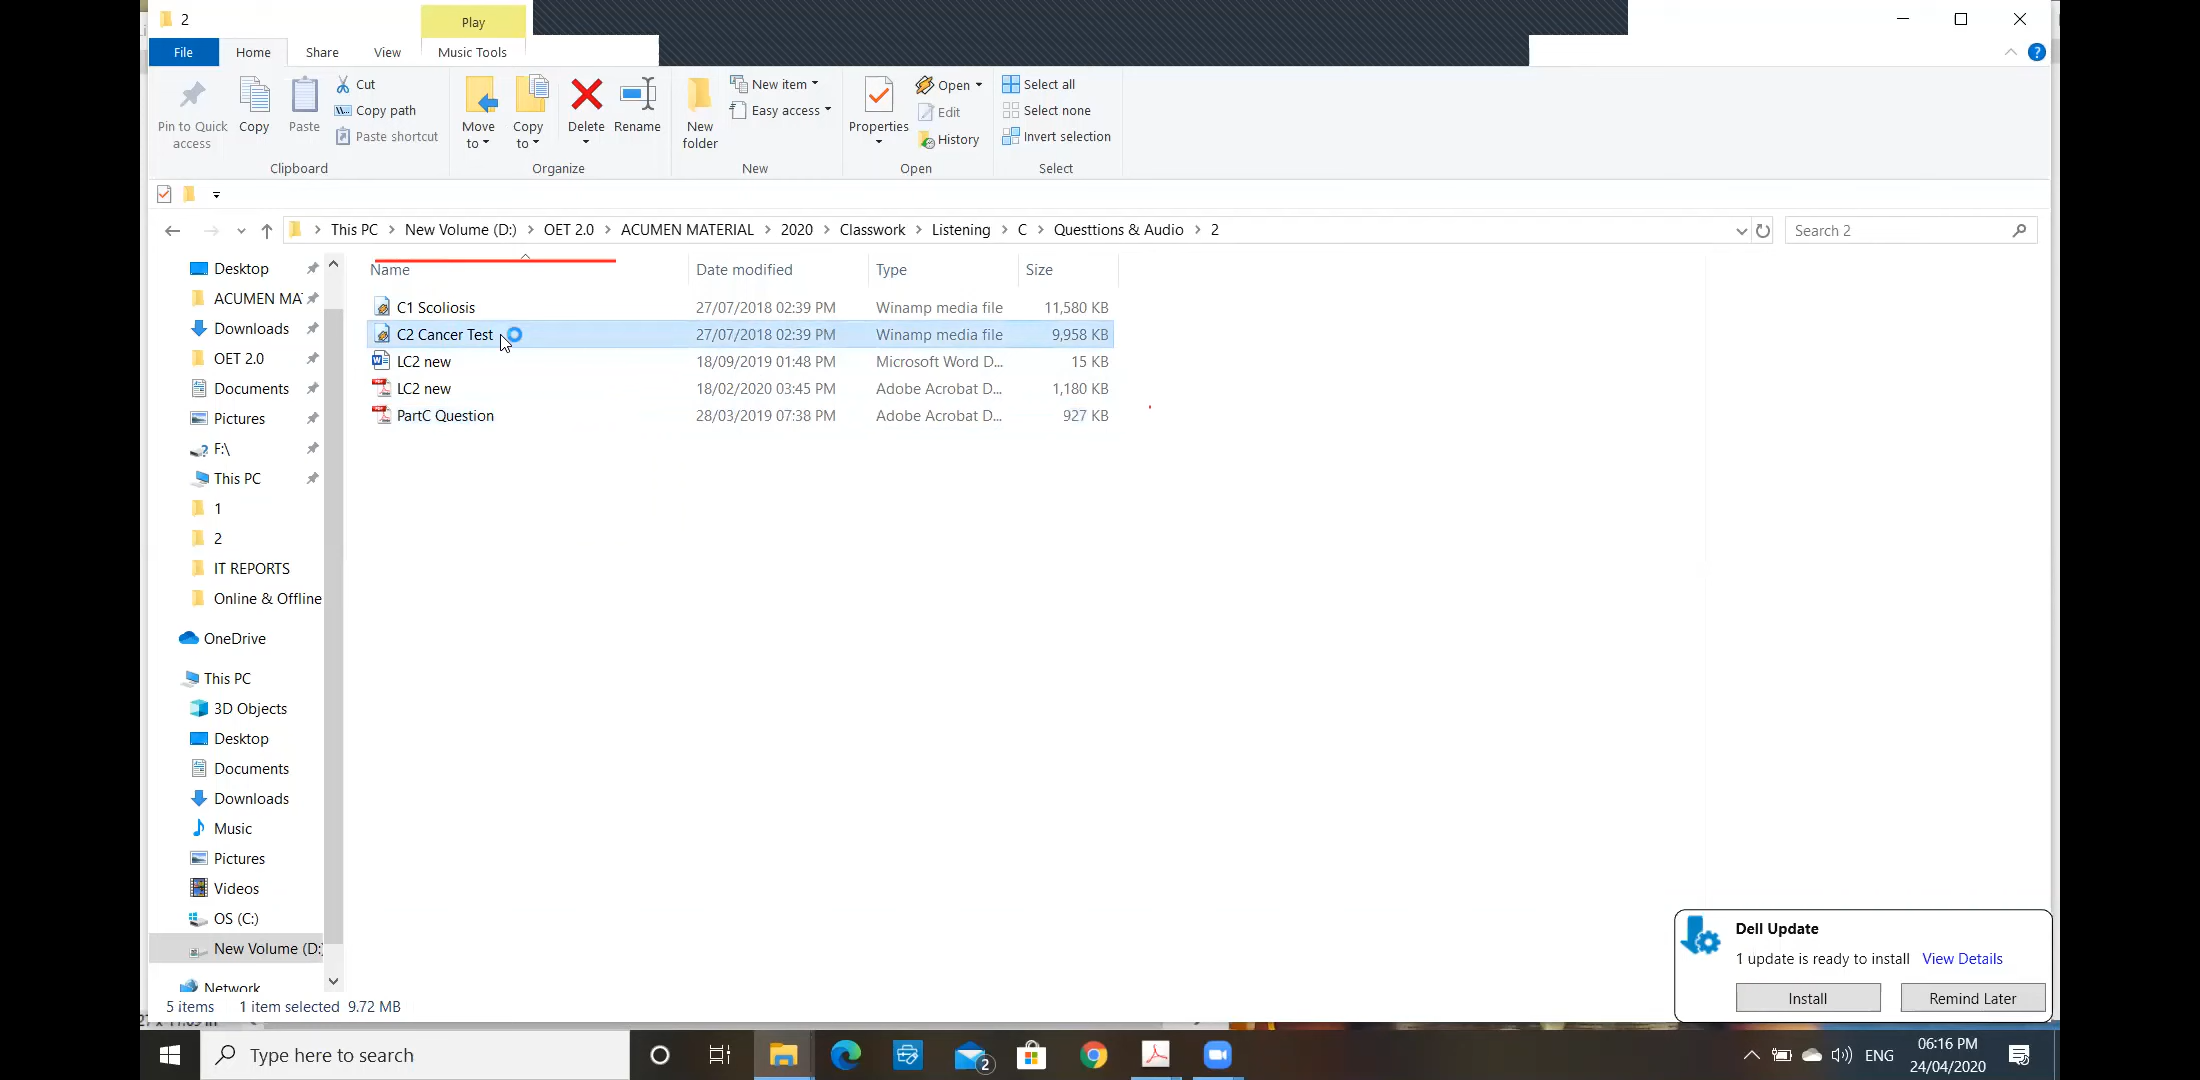 2
Play
File Home Share View Music Tools
Pin to Quick access
Copy
Paste
Cut
Copy path
Paste shortcut
Clipboard
Move to
Copy to
Delete
Rename
Organize
New folder
New item
Easy access
New
Properties
Open
Edit
History
Open
Select all
Select none
Invert selection
Select
This PC > New Volume (D:) > OET 2.0 > ACUMEN MATERIAL > 2020 > Classwork > Listening > C > Questtions & Audio > 2
Search 2
Name Date modified Type Size
C1 Scoliosis 27/07/2018 02:39 PM Winamp media file 11,580 KB
C2 Cancer Test 27/07/2018 02:39 PM Winamp media file 9,958 KB
LC2 new 18/09/2019 01:48 PM Microsoft Word D... 15 KB
LC2 new 18/02/2020 03:45 PM Adobe Acrobat D... 1,180 KB
PartC Question 28/03/2019 07:38 PM Adobe Acrobat D... 927 KB
Desktop
ACUMEN MA
Downloads
OET 2.0
Documents
Pictures
F:\
This PC
1
2
IT REPORTS
Online & Offline
OneDrive
This PC
3D Objects
Desktop
Documents
Downloads
Music
Pictures
Videos
OS (C:)
New Volume (D:)
Network
5 items 1 item selected 9.72 MB
Dell Update
1 update is ready to install View Details
Install Remind Later
Type here to search
2
ENG
06:16 PM
24/04/2020